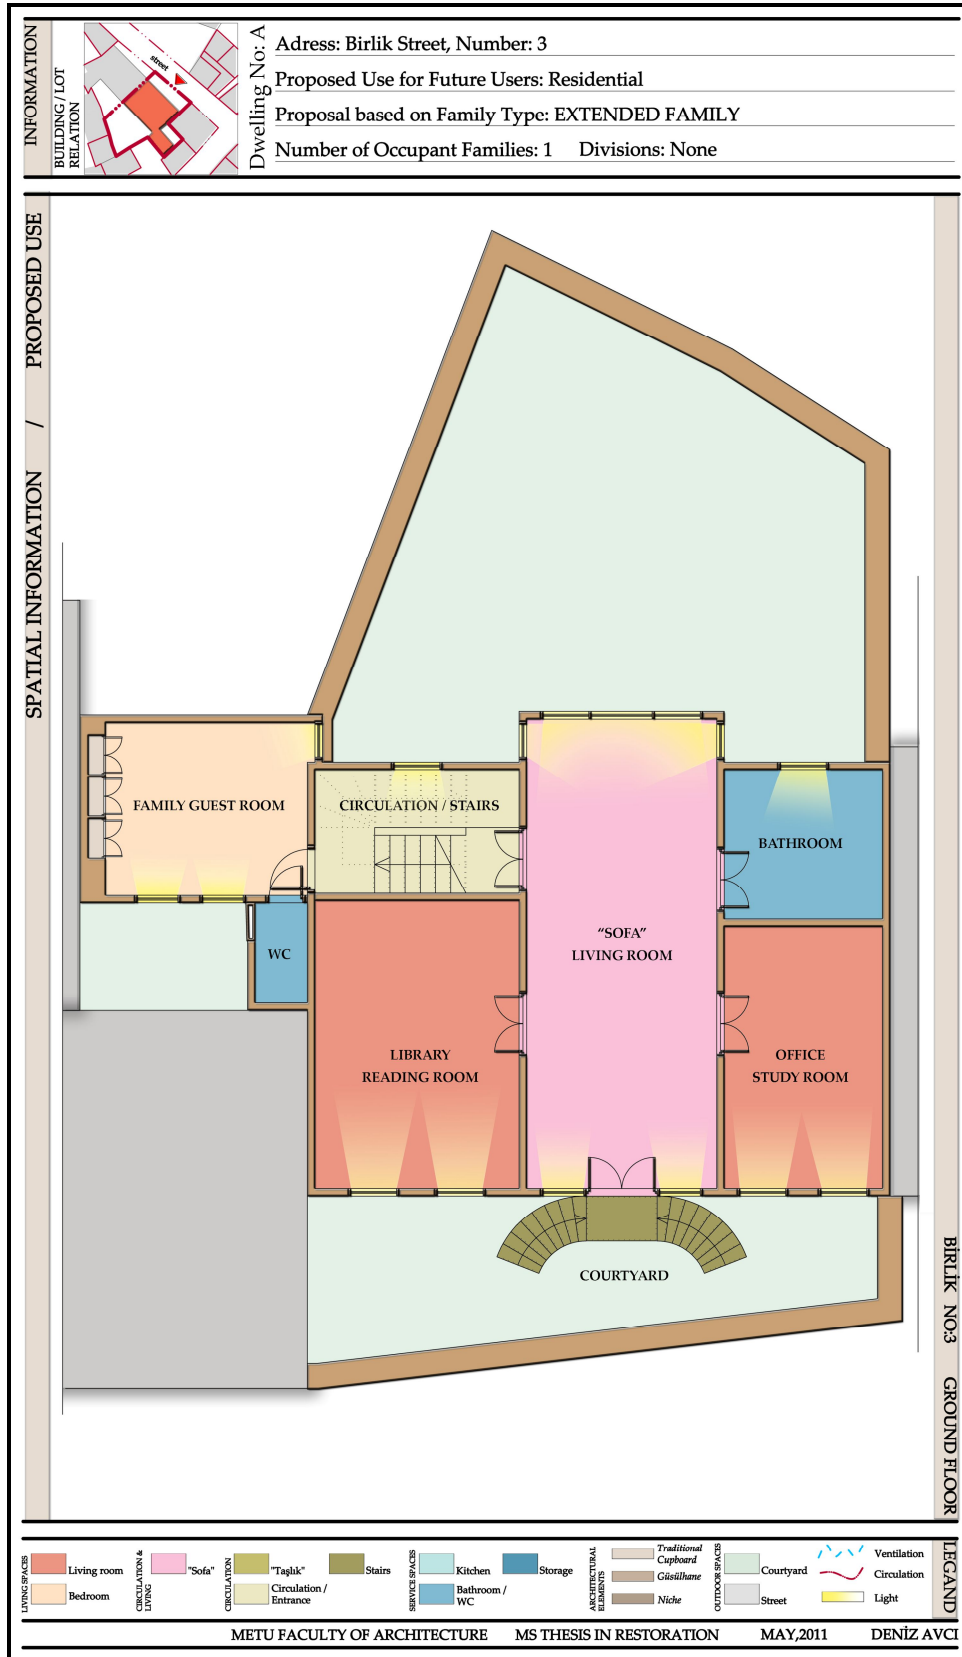 INFORMATION
BUILDING / LOT
RELATION
street
Dwelling No: A
Adress: Birlik Street, Number: 3
Proposed Use for Future Users: Residential
Proposal based on Family Type: EXTENDED FAMILY
Number of Occupant Families: 1 Divisions: None
SPATIAL INFORMATION / PROPOSED USE
FAMILY GUEST ROOM
CIRCULATION / STAIRS
BATHROOM
"SOFA"
LIVING ROOM
WC
LIBRARY
READING ROOM
OFFICE
STUDY ROOM
COURTYARD
BİRLİK NO:3 GROUND FLOOR
LIVING SPACES
Living room
Bedroom
CIRCULATION &
LIVING
"Sofa"
CIRCULATION
"Taşlık"
Circulation /
Entrance
Stairs
SERVICE SPACES
Kitchen
Bathroom /
WC
Storage
ARCHITECTURAL
ELEMENTS
Traditional
Cupboard
Güsülhane
Niche
OUTDOOR SPACES
Courtyard
Street
Ventilation
Circulation
Light
LEGAND
METU FACULTY OF ARCHITECTURE MS THESIS IN RESTORATION MAY,2011 DENİZ AVCI